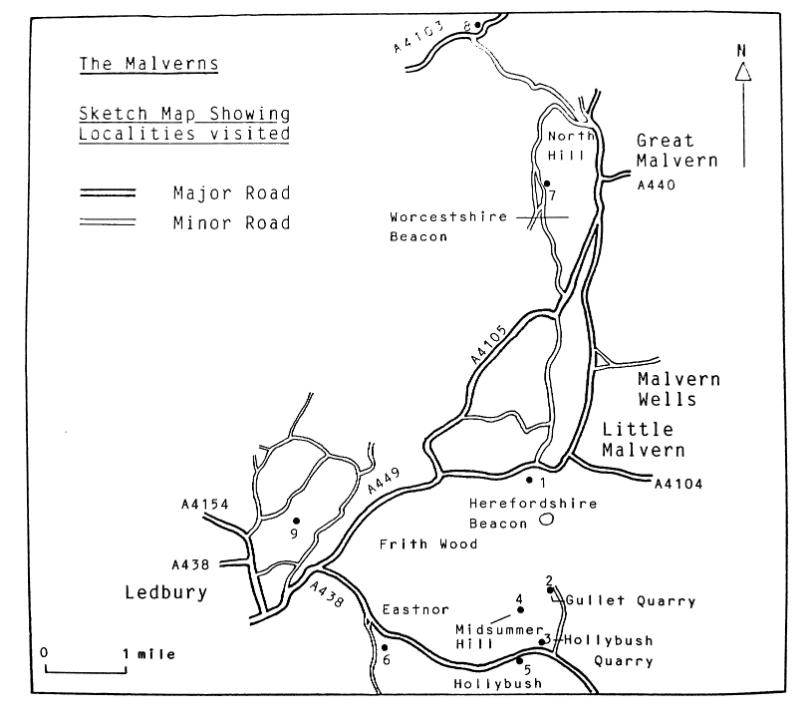 A4103
8
N
The Malverns
Sketch Map Showing
Localities visited
North
Hill
Great
Malvern
A440
Major Road
Minor Road
7
Worcestshire
Beacon
A4105
Malvern
Wells
Little
Malvern
A449
1
A4104
Herefordshire
Beacon
A4154
9
Frith Wood
A438
Ledbury
A438
Eastnor
2
Gullet Quarry
4
Midsummer
Hill
3
Hollybush
Quarry
6
5
Hollybush
0 1 mile